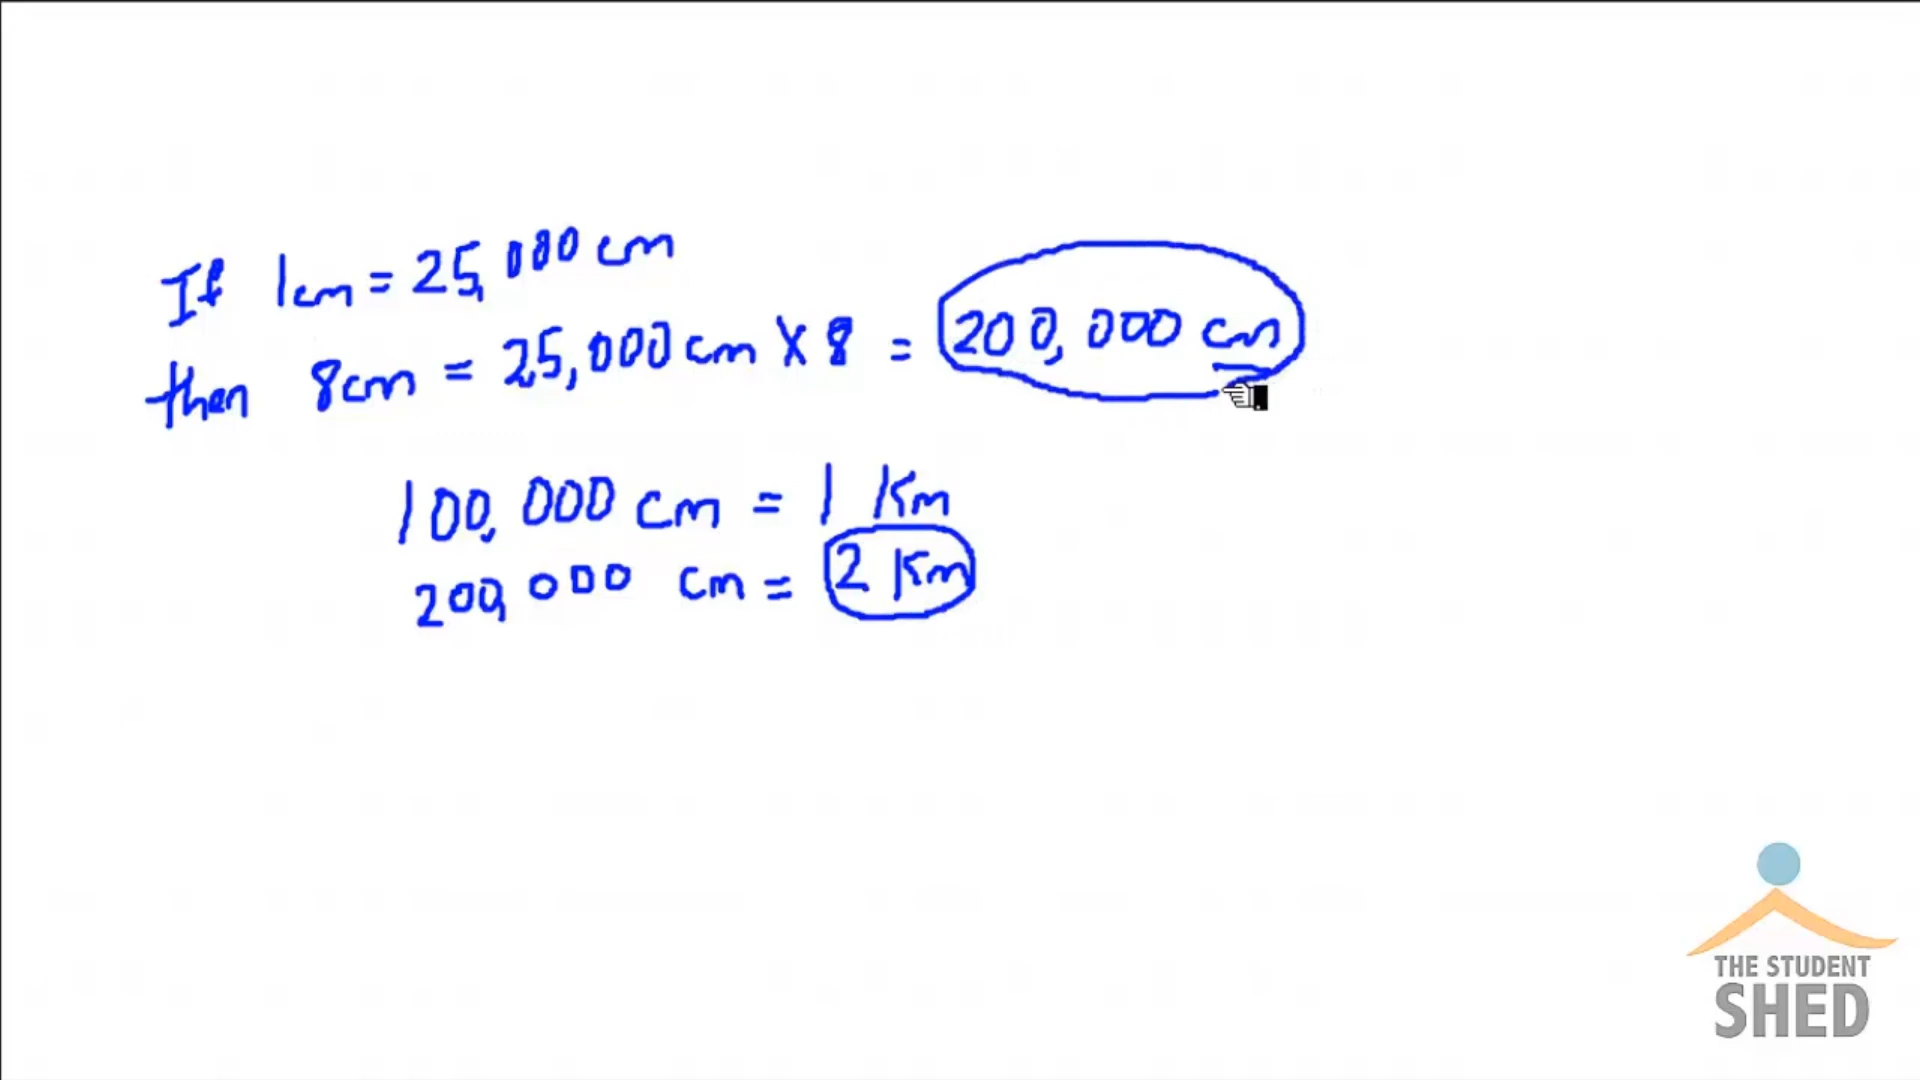 If 1cm = 25,000 cm
then 8cm = 25,000 cm X 8 = 200,000 cm
100,000 cm = 1 Km
200,000 cm = 2 Km
THE STUDENT
SHED